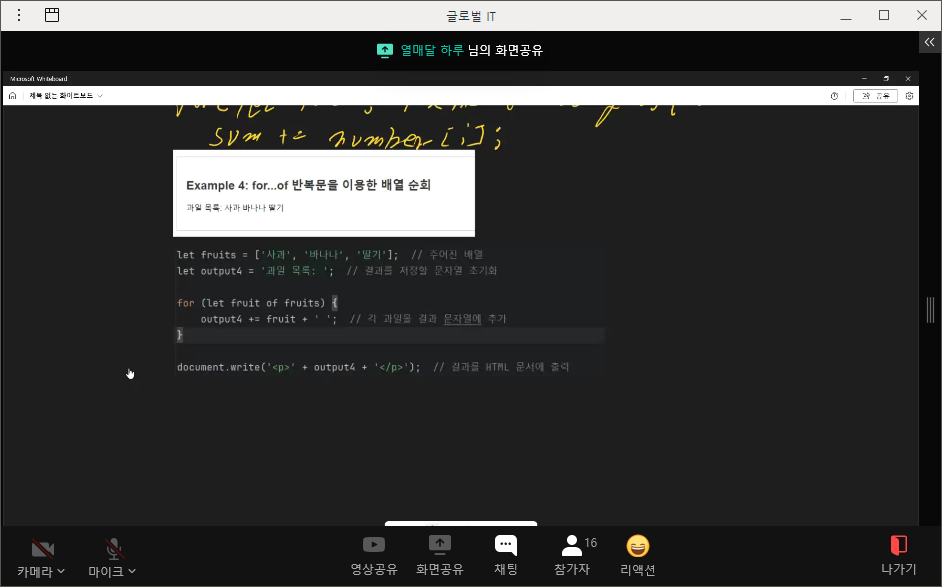 글로벌 IT
열매달 하루 님의 화면공유
Microsoft Whiteboard
제목 없는 화이트보드
공유
sum += number[i];
Example 4: for...of 반복문을 이용한 배열 순회
과일 목록: 사과 바나나 딸기
let fruits = ['사과', '바나나', '딸기'];  // 주어진 배열
let output4 = '과일 목록: ';  // 결과를 저장할 문자열 초기화
for (let fruit of fruits) {
    output4 += fruit + ' ';  // 각 과일을 결과 문자열에 추가
}
document.write('<p>' + output4 + '</p>');  // 결과를 HTML 문서에 출력
카메라 마이크 영상공유 화면공유 채팅 참가자 16 리액션 나가기